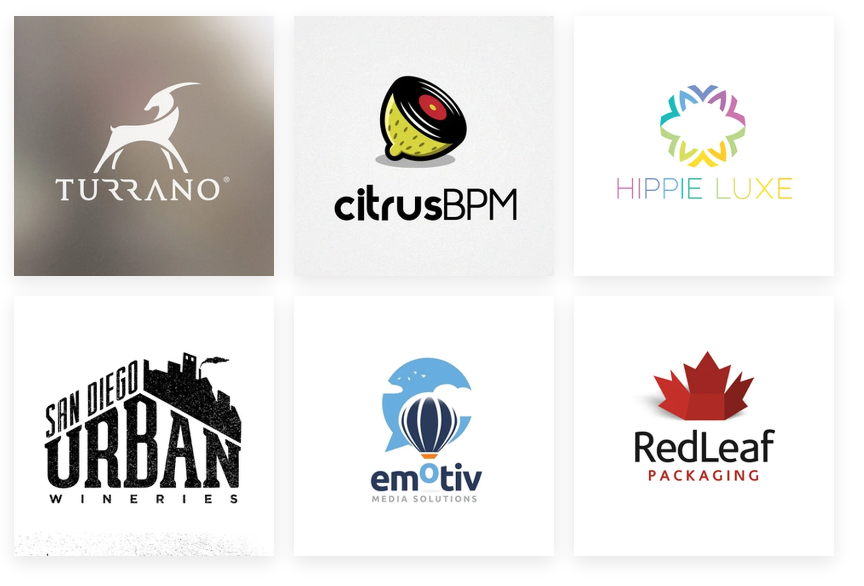 TURRANO®
citrusBPM
HIPPIE LUXE
SAN DIEGO
URBAN
WINERIES
emotiv
MEDIA SOLUTIONS
RedLeaf
PACKAGING